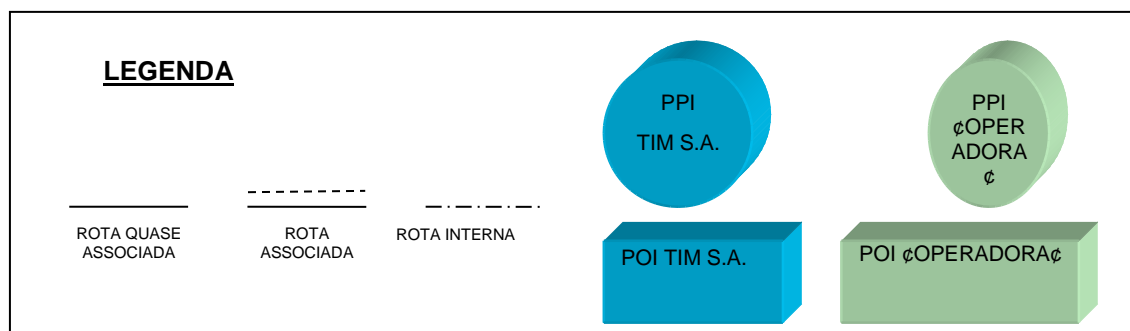 LEGENDA
PPI
TIM S.A.
PPI
¢OPER
ADORA
¢
ROTA QUASE
ASSOCIADA
ROTA
ASSOCIADA
ROTA INTERNA
POI TIM S.A.
POI ¢OPERADORA¢